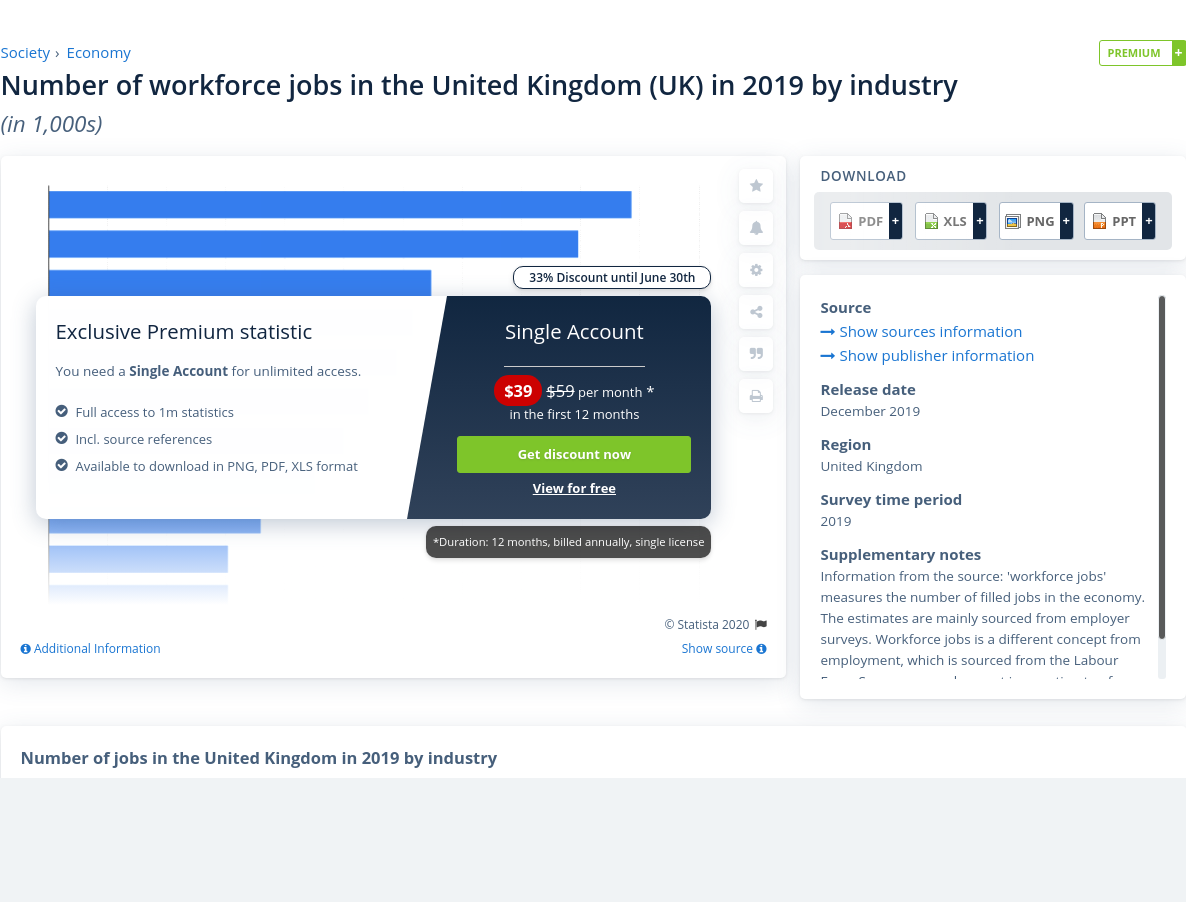 Society › Economy
PREMIUM +
Number of workforce jobs in the United Kingdom (UK) in 2019 by industry
(in 1,000s)
33% Discount until June 30th
Exclusive Premium statistic
You need a Single Account for unlimited access.
Full access to 1m statistics
Incl. source references
Available to download in PNG, PDF, XLS format
Single Account
$39 $59 per month *
in the first 12 months
Get discount now
View for free
*Duration: 12 months, billed annually, single license
© Statista 2020
Additional Information
Show source
DOWNLOAD
PDF + XLS + PNG + PPT +
Source
Show sources information
Show publisher information
Release date
December 2019
Region
United Kingdom
Survey time period
2019
Supplementary notes
Information from the source: 'workforce jobs'
measures the number of filled jobs in the economy.
The estimates are mainly sourced from employer
surveys. Workforce jobs is a different concept from
employment, which is sourced from the Labour
Number of jobs in the United Kingdom in 2019 by industry